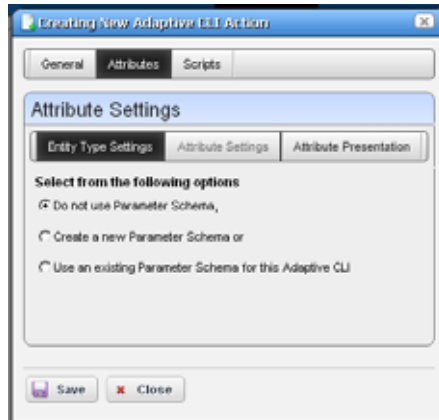 Creating New Adaptive CLI Action
General Attributes Scripts
Attribute Settings
Entity Type Settings Attribute Settings Attribute Presentation
Select from the following options
Do not use Parameter Schema,
Create a new Parameter Schema or
Use an existing Parameter Schema for this Adaptive CLI
Save Close